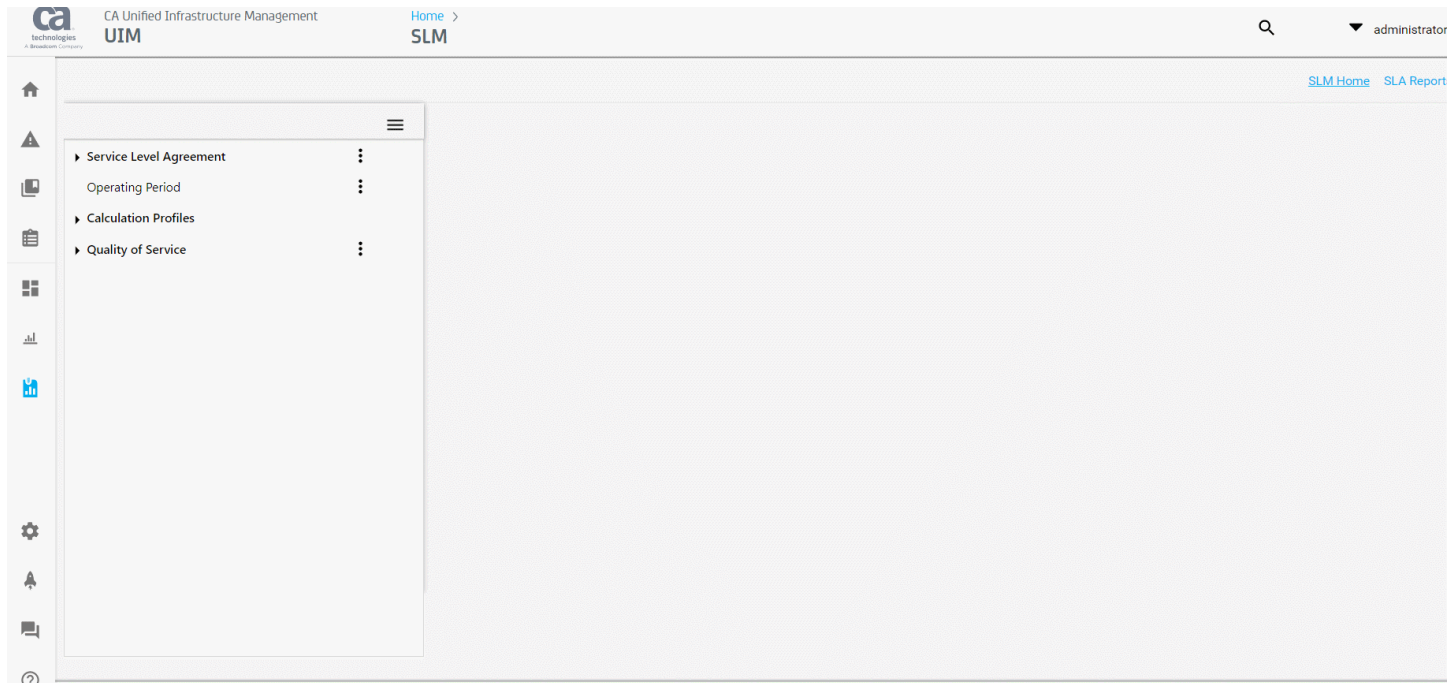 ca
technologies
A Broadcom Company
CA Unified Infrastructure Management
UIM
Home >
SLM
administrator
SLM Home SLA Report
Service Level Agreement
Operating Period
Calculation Profiles
Quality of Service